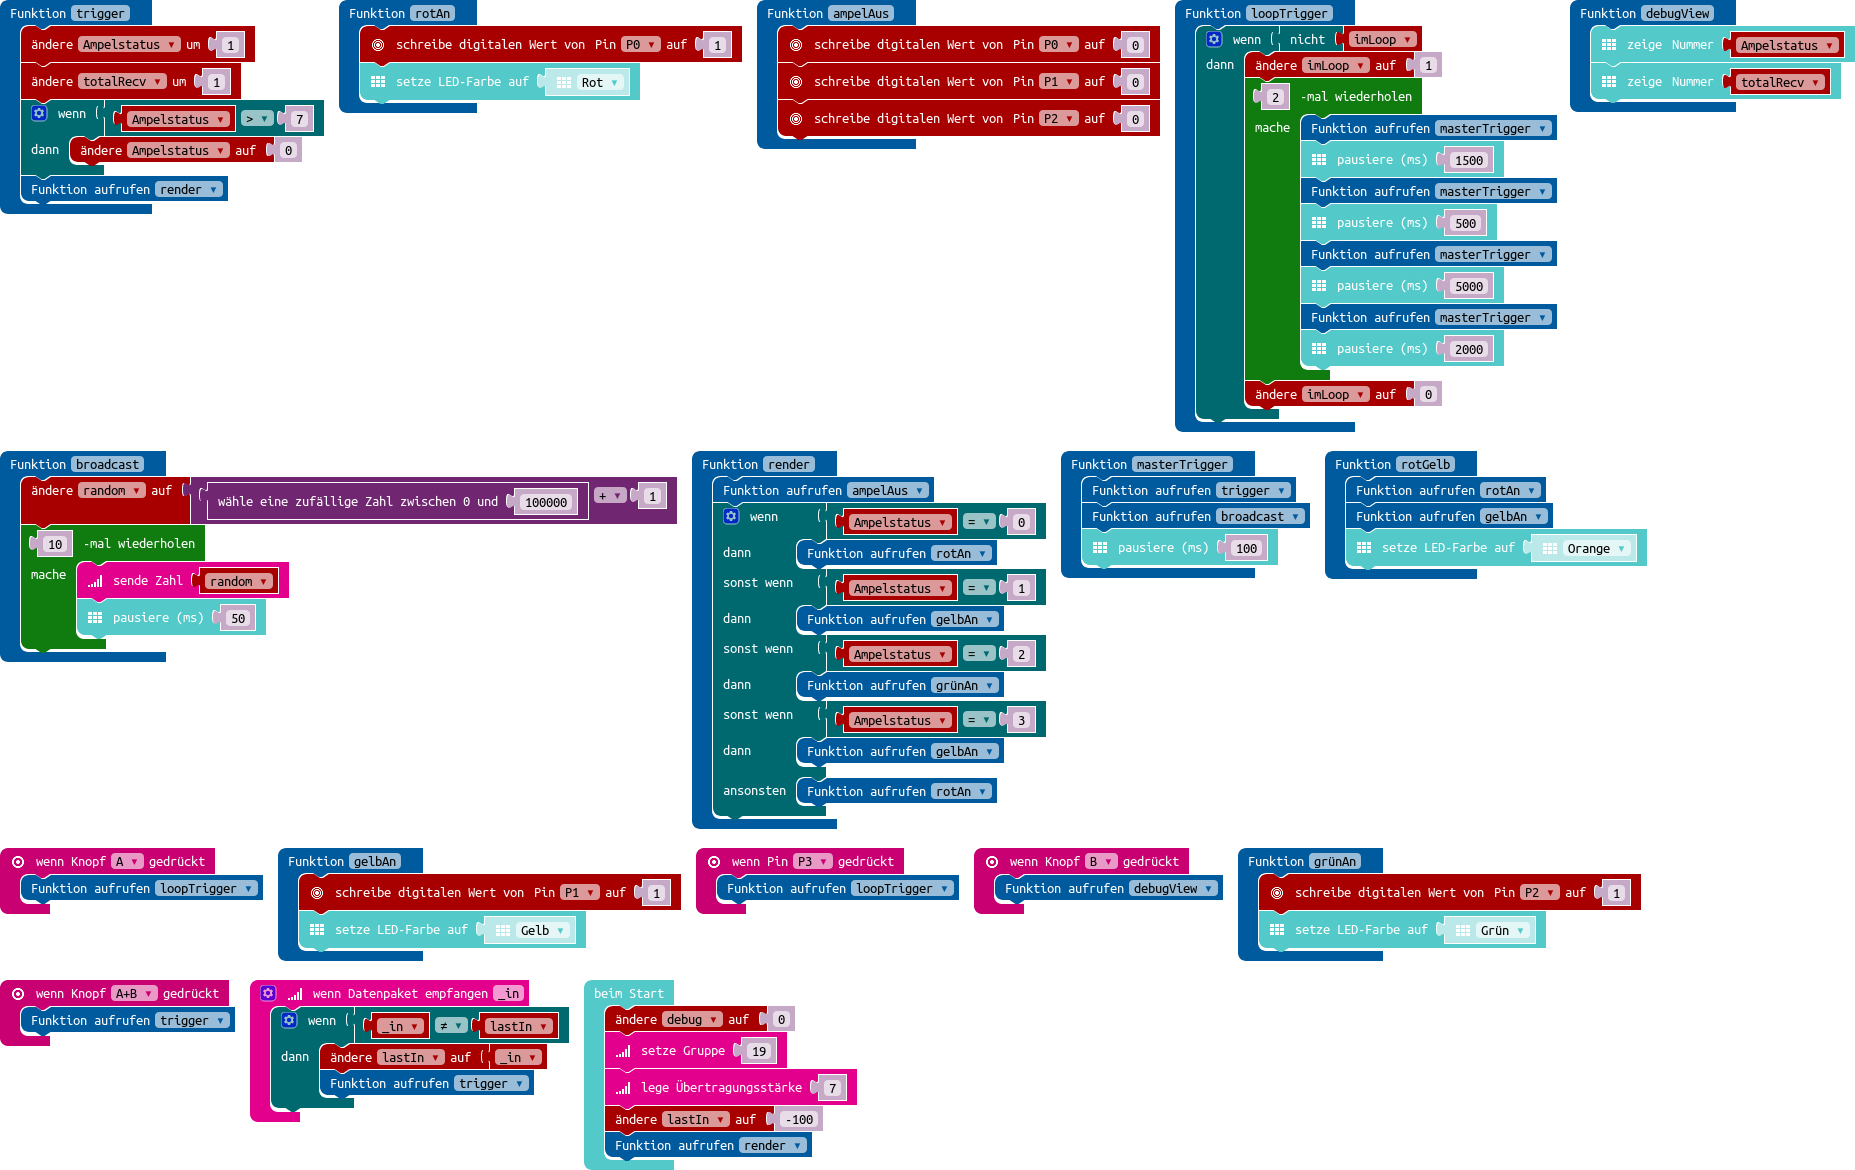 Funktion trigger
ändere Ampelstatus um 1
ändere totalRecv um 1
wenn Ampelstatus > 7
dann ändere Ampelstatus auf 0
Funktion aufrufen render
Funktion rotAn
schreibe digitalen Wert von Pin P0 auf 1
setze LED-Farbe auf Rot
Funktion ampelAus
schreibe digitalen Wert von Pin P0 auf 0
schreibe digitalen Wert von Pin P1 auf 0
schreibe digitalen Wert von Pin P2 auf 0
Funktion loopTrigger
wenn nicht imLoop
dann ändere imLoop auf 1
2 -mal wiederholen
mache Funktion aufrufen masterTrigger
pausiere (ms) 1500
Funktion aufrufen masterTrigger
pausiere (ms) 500
Funktion aufrufen masterTrigger
pausiere (ms) 5000
Funktion aufrufen masterTrigger
pausiere (ms) 2000
ändere imLoop auf 0
Funktion debugView
zeige Nummer Ampelstatus
zeige Nummer totalRecv
Funktion broadcast
ändere random auf wähle eine zufällige Zahl zwischen 0 und 100000 + 1
10 -mal wiederholen
mache sende Zahl random
pausiere (ms) 50
Funktion render
Funktion aufrufen ampelAus
wenn Ampelstatus = 0
dann Funktion aufrufen rotAn
sonst wenn Ampelstatus = 1
dann Funktion aufrufen gelbAn
sonst wenn Ampelstatus = 2
dann Funktion aufrufen grünAn
sonst wenn Ampelstatus = 3
dann Funktion aufrufen gelbAn
ansonsten Funktion aufrufen rotAn
Funktion masterTrigger
Funktion aufrufen trigger
Funktion aufrufen broadcast
pausiere (ms) 100
Funktion rotGelb
Funktion aufrufen rotAn
Funktion aufrufen gelbAn
setze LED-Farbe auf Orange
wenn Knopf A gedrückt
Funktion aufrufen loopTrigger
Funktion gelbAn
schreibe digitalen Wert von Pin P1 auf 1
setze LED-Farbe auf Gelb
wenn Pin P3 gedrückt
Funktion aufrufen loopTrigger
wenn Knopf B gedrückt
Funktion aufrufen debugView
Funktion grünAn
schreibe digitalen Wert von Pin P2 auf 1
setze LED-Farbe auf Grün
wenn Knopf A+B gedrückt
Funktion aufrufen trigger
wenn Datenpaket empfangen _in
wenn _in ≠ lastIn
dann ändere lastIn auf _in
Funktion aufrufen trigger
beim Start
ändere debug auf 0
setze Gruppe 19
lege Übertragungsstärke 7
ändere lastIn auf -100
Funktion aufrufen render